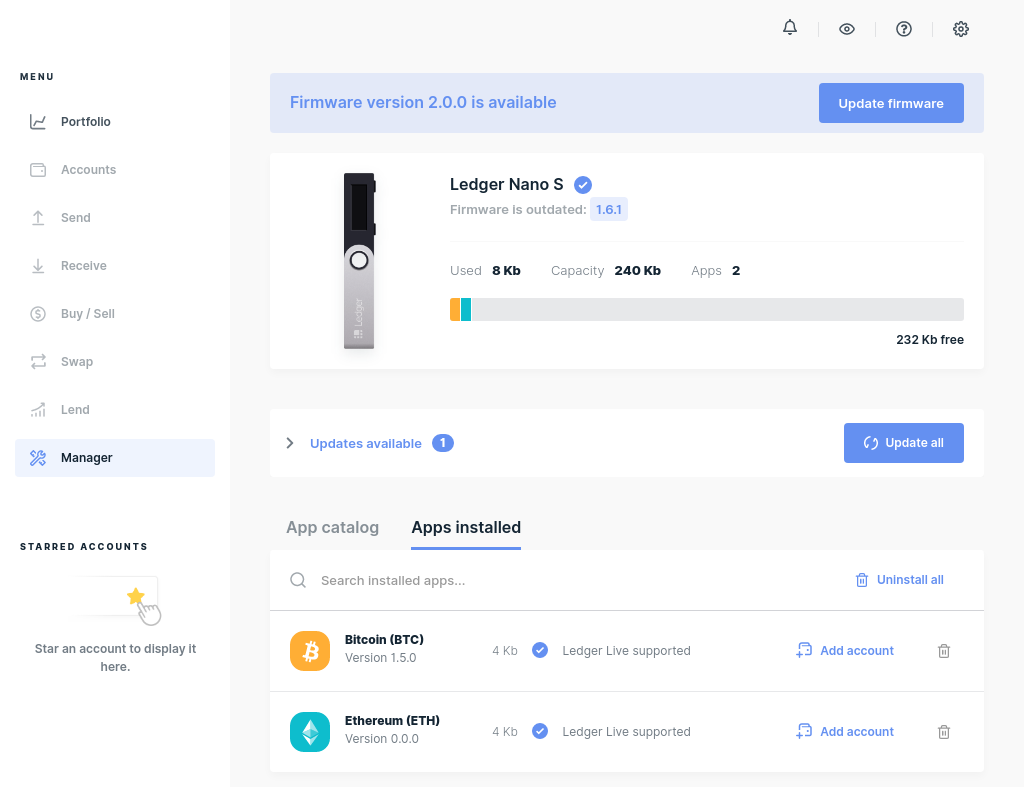 MENU
Portfolio
Accounts
Send
Receive
Buy / Sell
Swap
Lend
Manager
STARRED ACCOUNTS
Star an account to display it
here.
Firmware version 2.0.0 is available
Update firmware
Ledger
Ledger Nano S
Firmware is outdated: 1.6.1
Used 8 Kb Capacity 240 Kb Apps 2
232 Kb free
Updates available 1
Update all
App catalog Apps installed
Search installed apps...
Uninstall all
Bitcoin (BTC)
Version 1.5.0
4 Kb Ledger Live supported Add account
Ethereum (ETH)
Version 0.0.0
4 Kb Ledger Live supported Add account